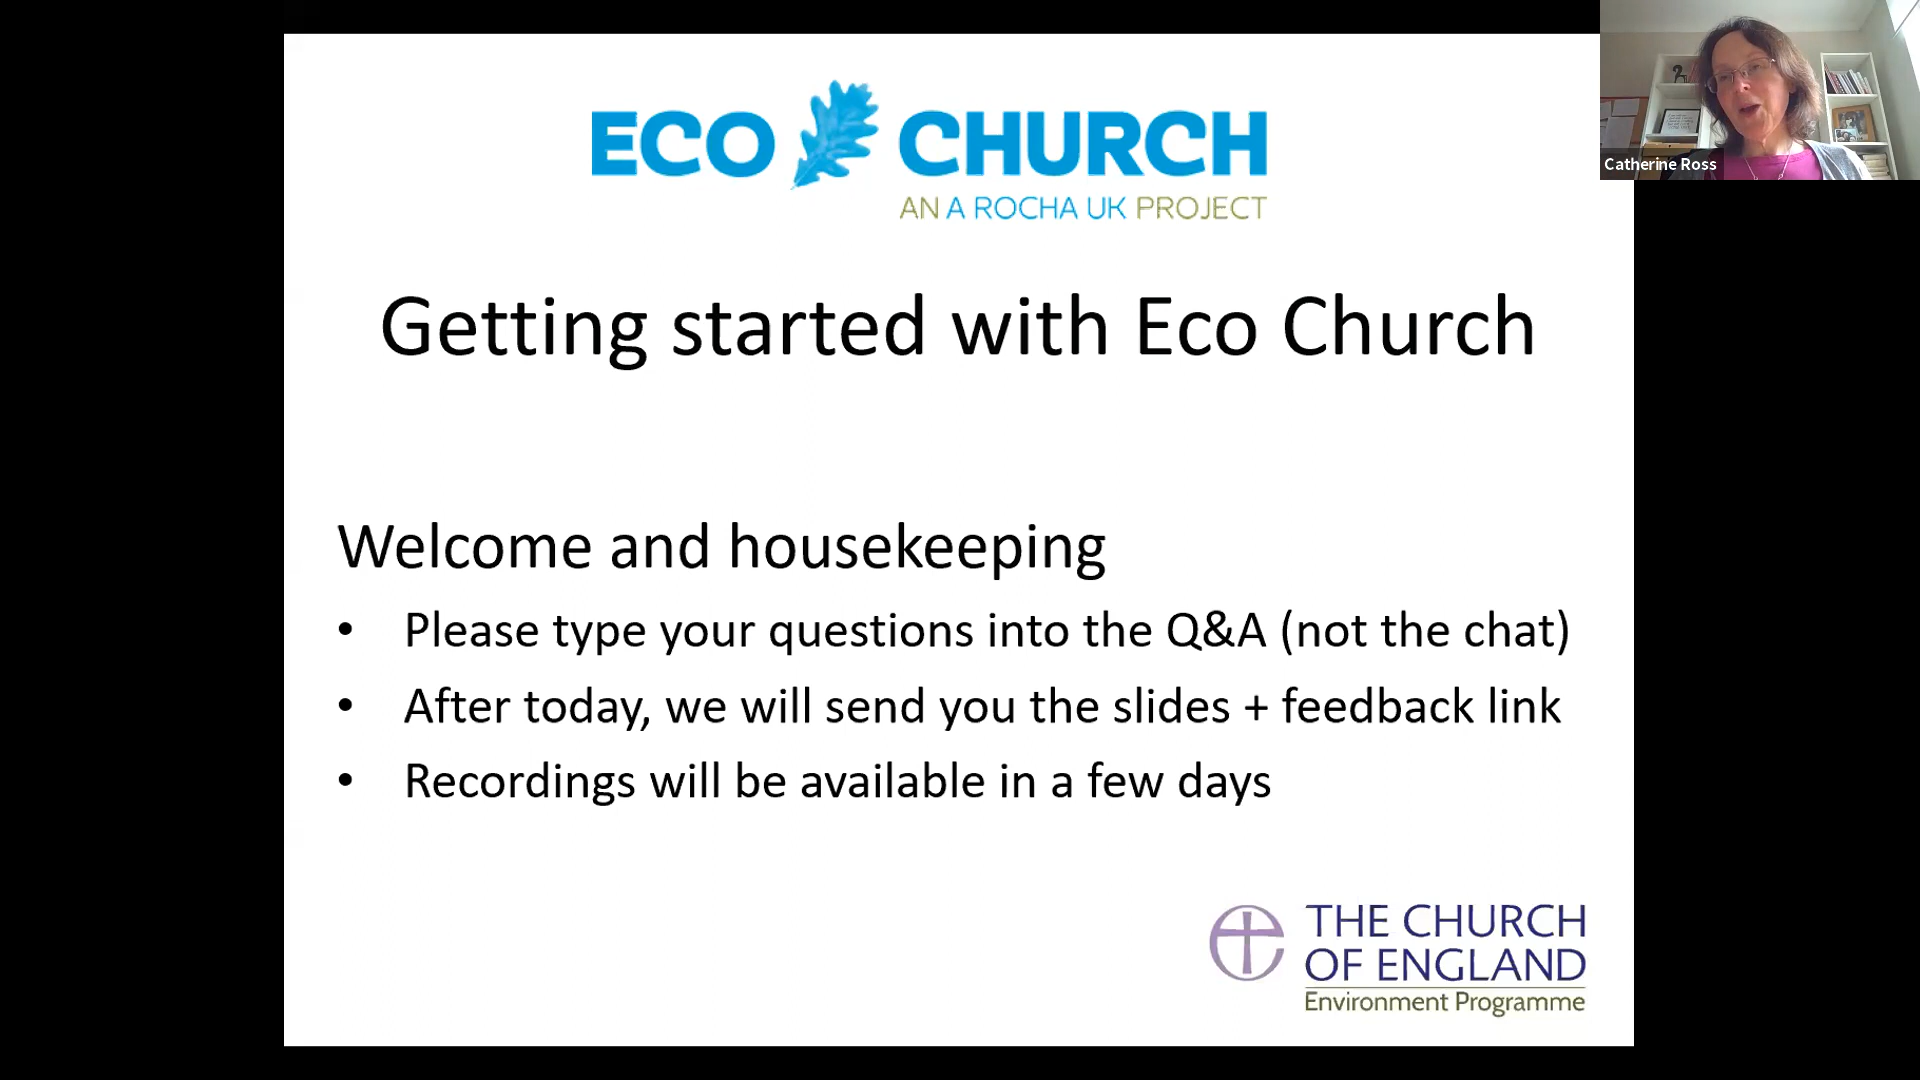 ECO CHURCH
AN A ROCHA UK PROJECT
Catherine Ross
Getting started with Eco Church
Welcome and housekeeping
• Please type your questions into the Q&A (not the chat)
• After today, we will send you the slides + feedback link
• Recordings will be available in a few days
THE CHURCH
OF ENGLAND
Environment Programme